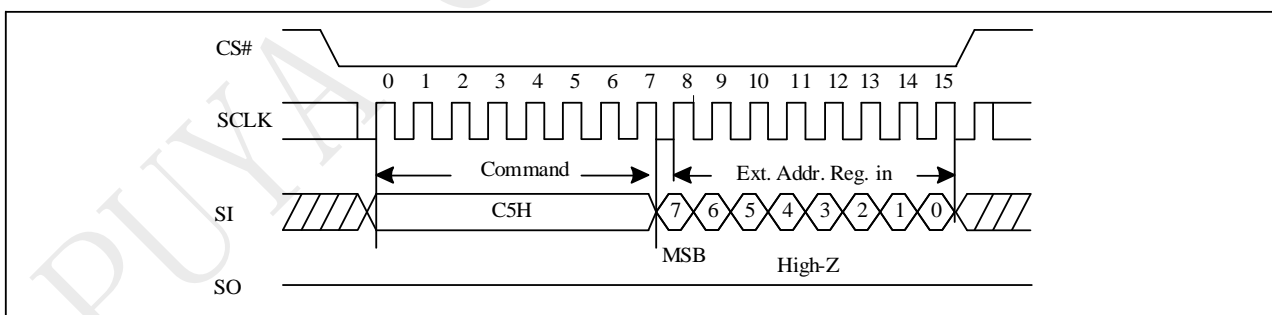 CS#
0 1 2 3 4 5 6 7 8 9 10 11 12 13 14 15
SCLK
Command Ext. Addr. Reg. in
SI C5H 7 6 5 4 3 2 1 0
MSB High-Z
SO
PUYA